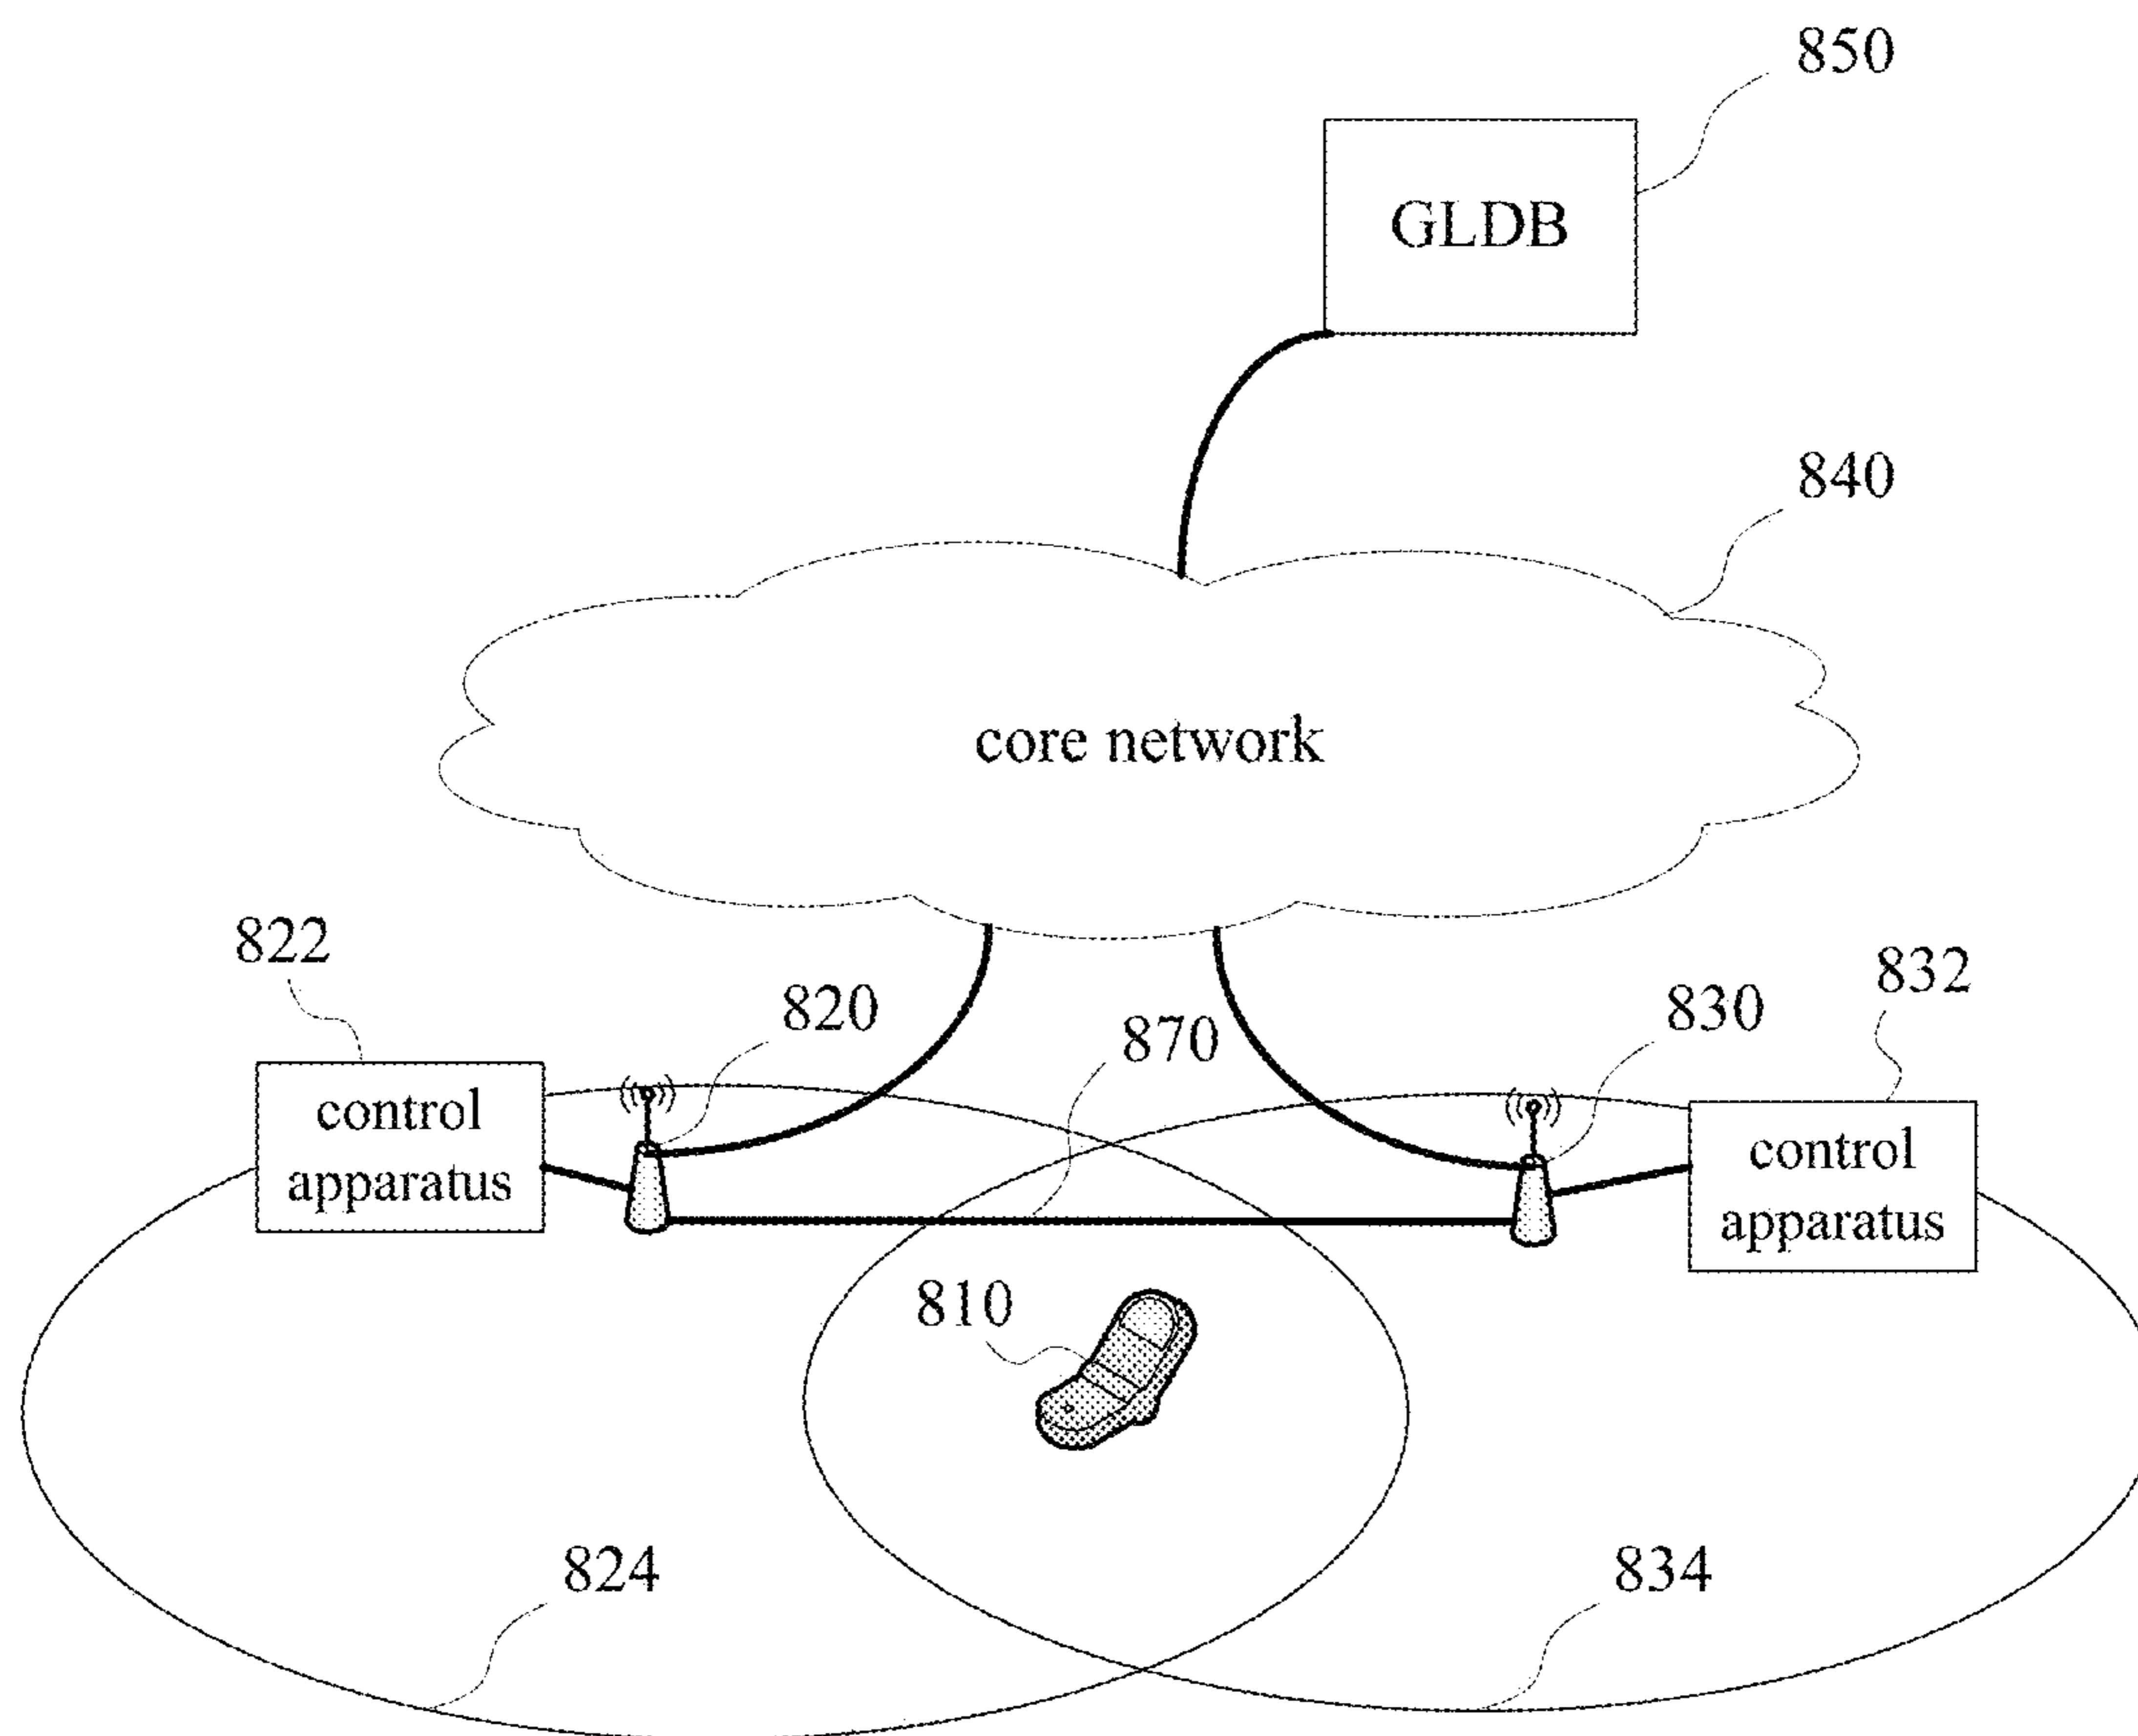 850
GLDB
840
core network
822
820
870
830
832
control
apparatus
control
apparatus
810
824
834